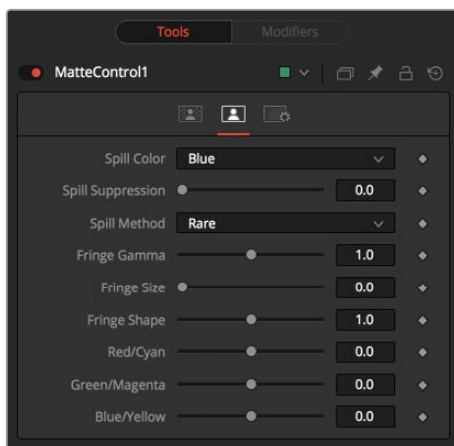 Tools Modifiers
MatteControl1
Spill Color Blue
Spill Suppression 0.0
Spill Method Rare
Fringe Gamma 1.0
Fringe Size 0.0
Fringe Shape 1.0
Red/Cyan 0.0
Green/Magenta 0.0
Blue/Yellow 0.0